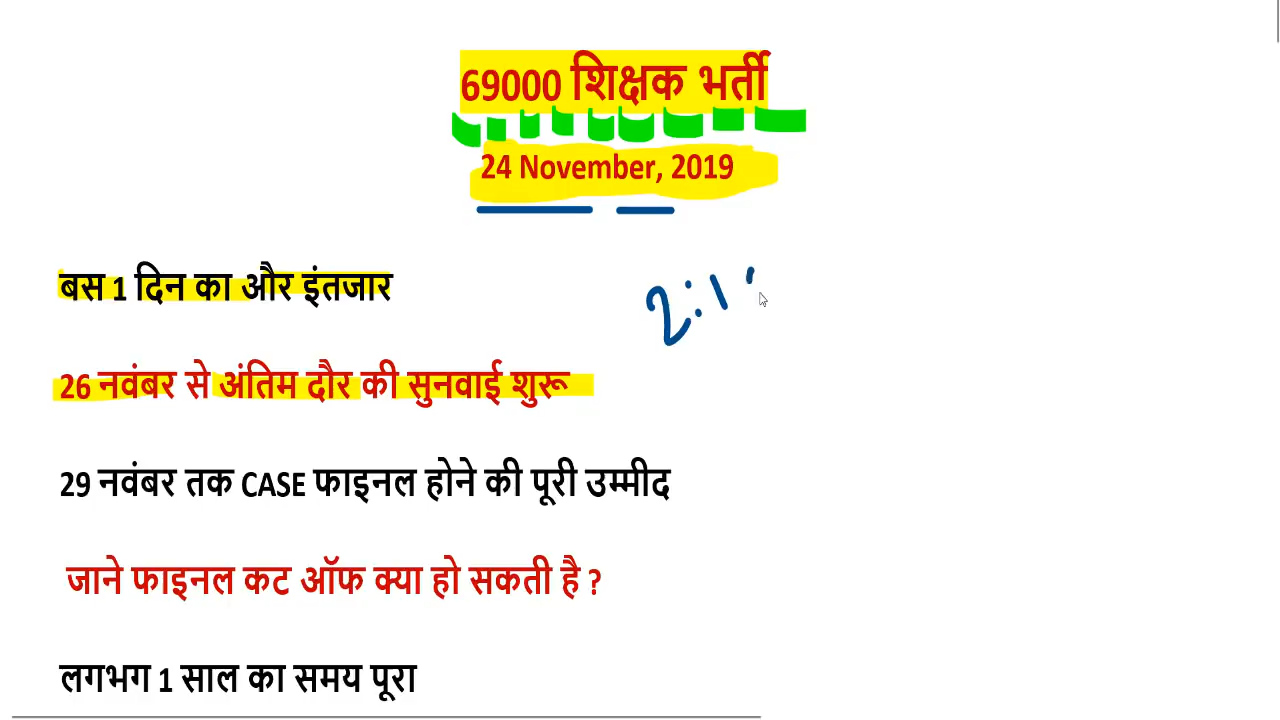 69000 शिक्षक भर्ती
24 November, 2019
बस 1 दिन का और इंतजार
2:1
26 नवंबर से अंतिम दौर की सुनवाई शुरू
29 नवंबर तक CASE फाइनल होने की पूरी उम्मीद
जाने फाइनल कट ऑफ क्या हो सकती है ?
लगभग 1 साल का समय पूरा